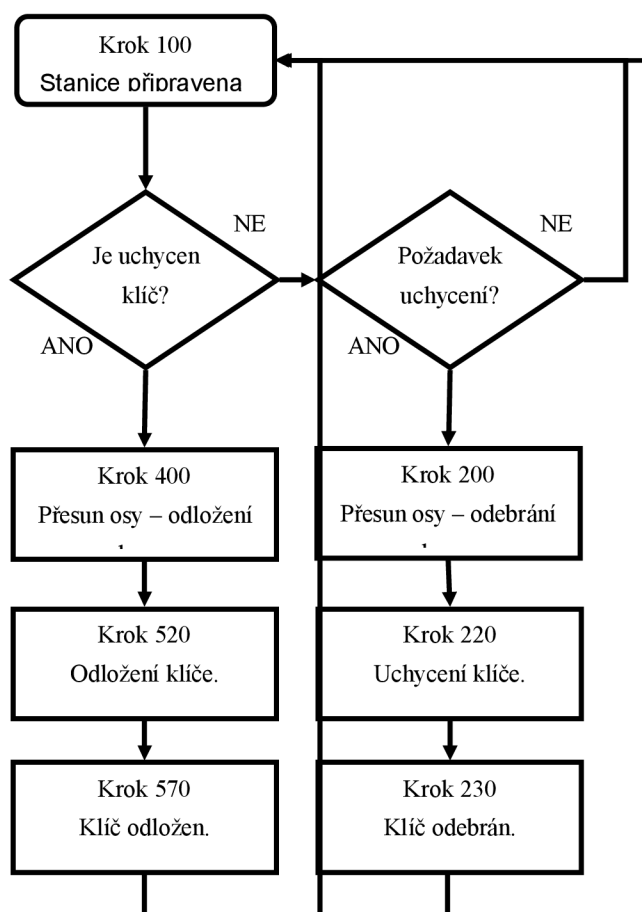 Krok 100
Stanice připravena
NE
NE
Je uchycen
klíč?
Požadavek
uchycení?
ANO
ANO
Krok 400
Přesun osy – odložení
Krok 200
Přesun osy – odebrání
Krok 520
Odložení klíče.
Krok 220
Uchycení klíče.
Krok 570
Klíč odložen.
Krok 230
Klíč odebrán.